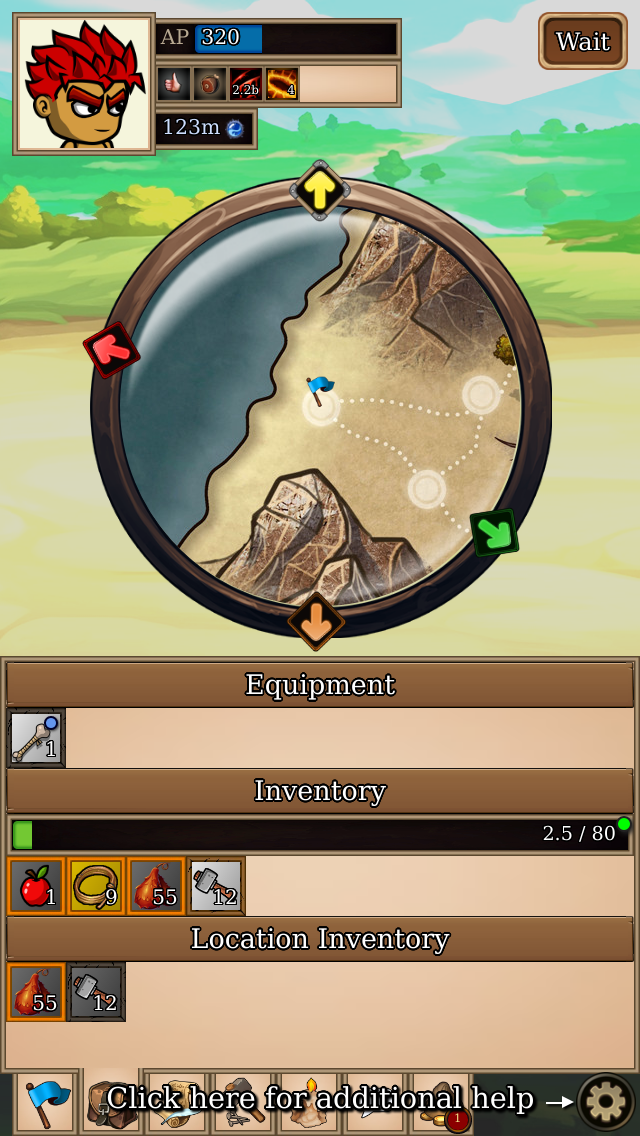 AP 320
Wait
2.2b
4
123m
Equipment
1
Inventory
2.5 / 80
1
9
55
12
Location Inventory
55
12
Click here for additional help
1